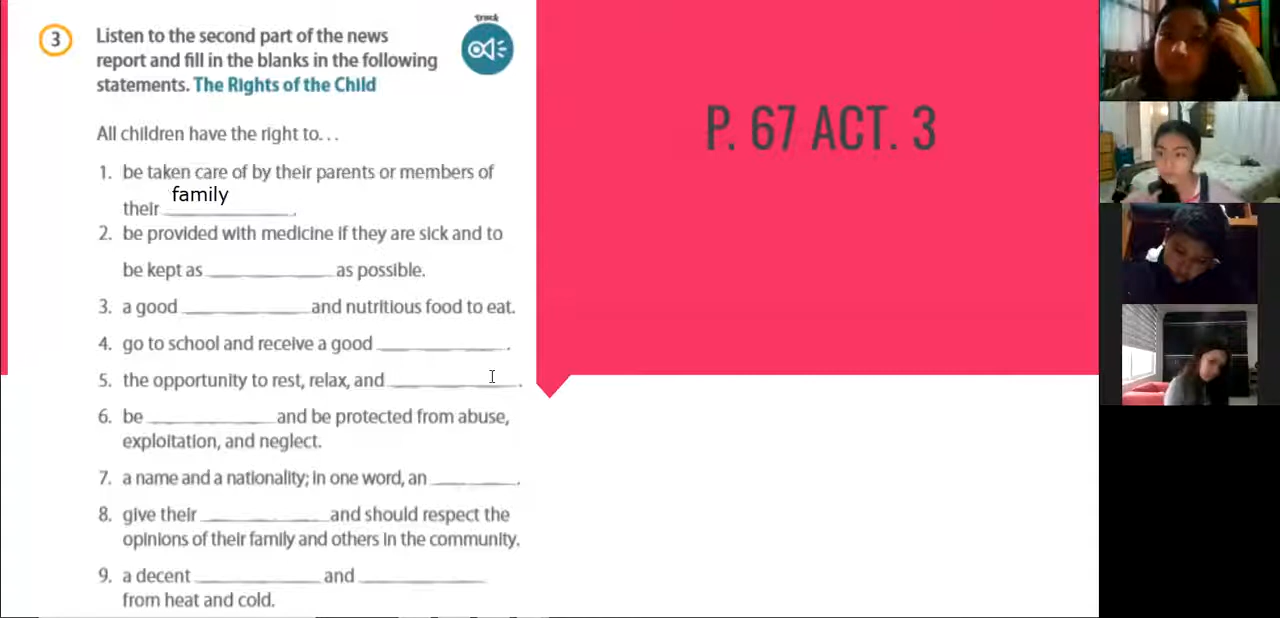 3
Listen to the second part of the news
report and fill in the blanks in the following
statements. The Rights of the Child
Track
All children have the right to...
1. be taken care of by their parents or members of
their family.
2. be provided with medicine if they are sick and to
be kept as ____________ as possible.
3. a good ____________ and nutritious food to eat.
4. go to school and receive a good ____________.
5. the opportunity to rest, relax, and ____________.
6. be ____________ and be protected from abuse,
exploitation, and neglect.
7. a name and a nationality; in one word, an ________.
8. give their ____________ and should respect the
opinions of their family and others in the community.
9. a decent ____________ and ____________
from heat and cold.
P. 67 ACT. 3